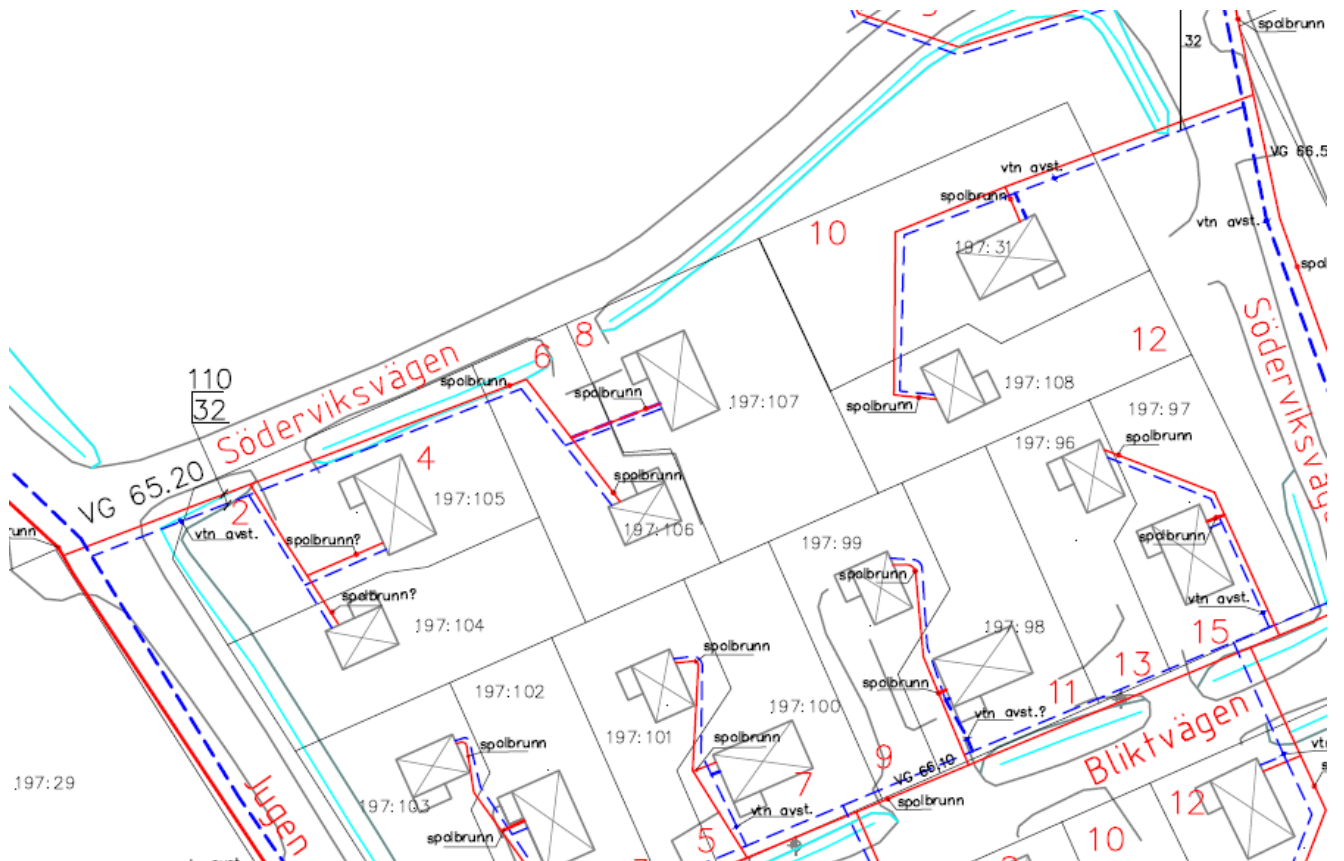 spolbrunn
32
VG 66.5
vtn avst.
spolbrunn
10
vtn avst.
197:31
Söderviksvägen
12
8
6
spolbrunn
spolbrunn
197:107
197:108
spolbrunn
110
32
Söderviksvägen
4
197:105
spolbrunn
197:106
197:97
197:96
spolbrunn
VG 65.20
2
vtn avst.
spolbrunn?
spolbrunn?
197:104
197:99
spolbrunn
spolbrunn
vtn avst.
197:98
15
13
11
spolbrunn
vtn avst.?
spolbrunn
197:102
197:100
197:101
spolbrunn
spolbrunn
Bliktvägen
9
VG 66.10
7
spolbrunn
vtn avst.
197:103
spolbrunn
5
197:29
Jugen
12
10